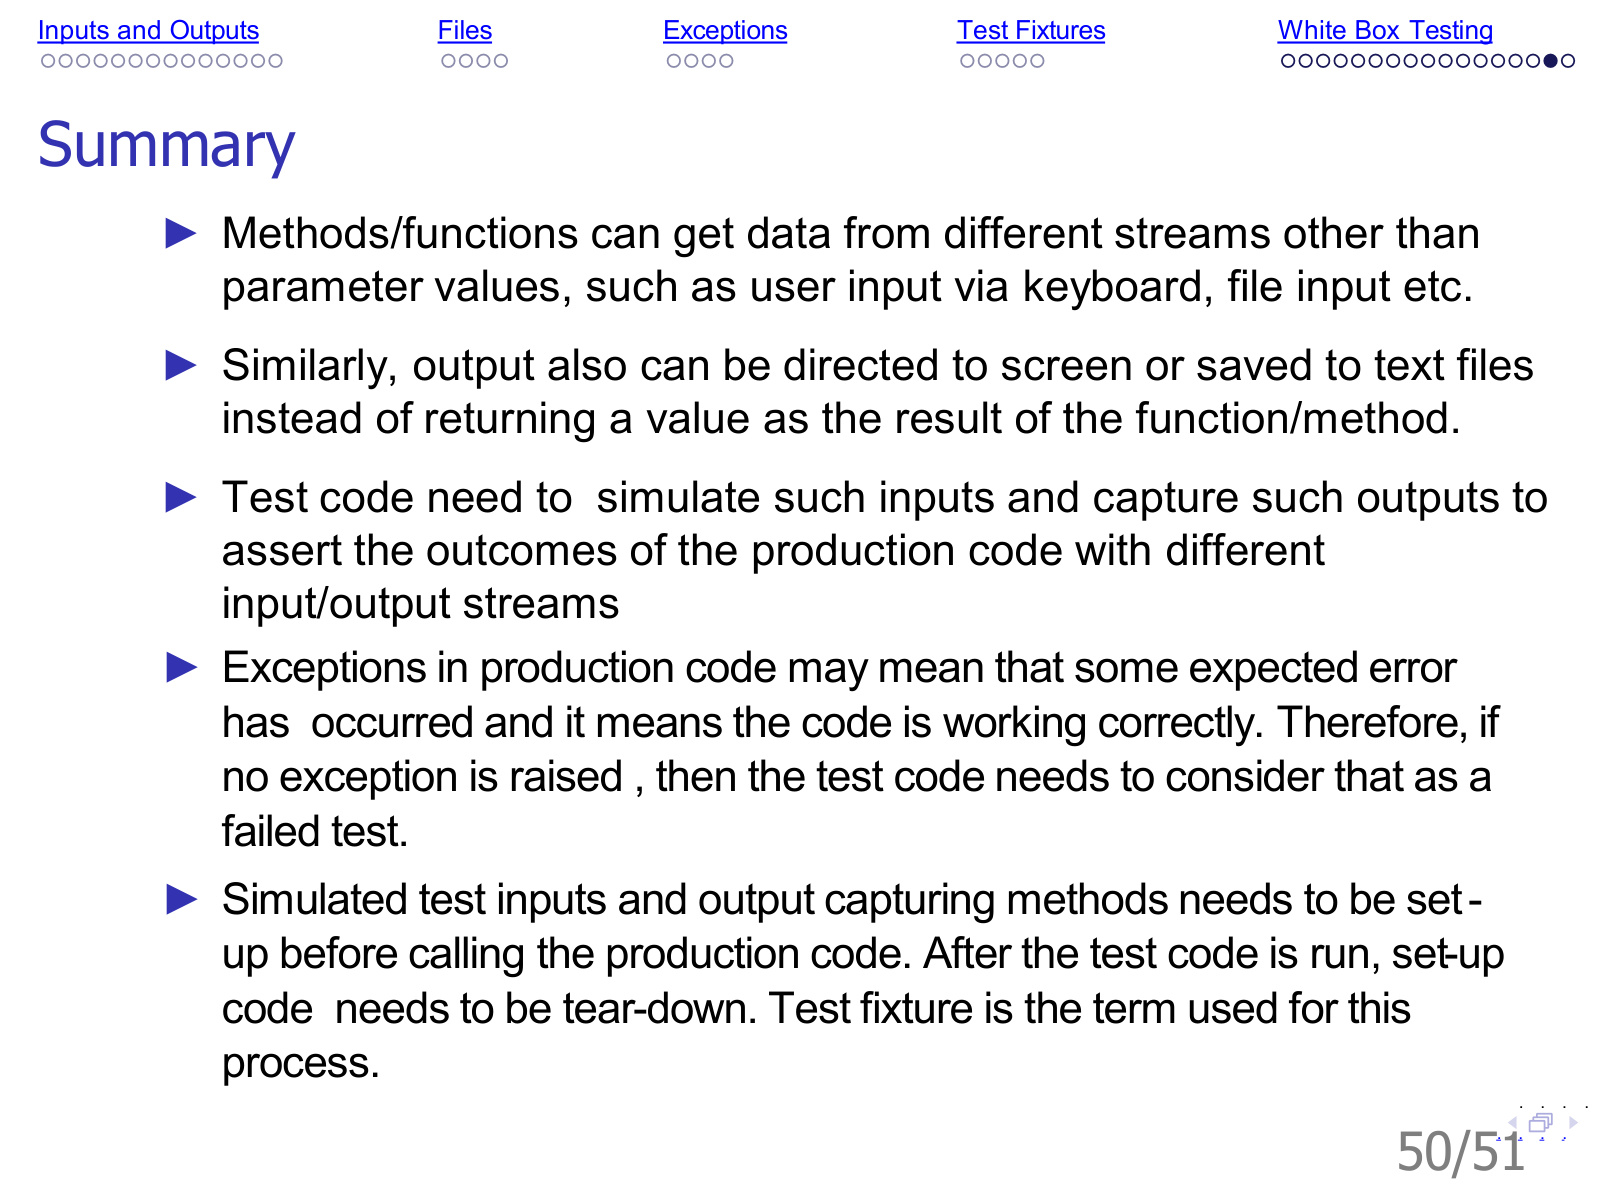 Inputs and Outputs Files Exceptions Test Fixtures White Box Testing
Summary
Methods/functions can get data from different streams other than
parameter values, such as user input via keyboard, file input etc.
Similarly, output also can be directed to screen or saved to text files
instead of returning a value as the result of the function/method.
Test code need to simulate such inputs and capture such outputs to
assert the outcomes of the production code with different
input/output streams
Exceptions in production code may mean that some expected error
has occurred and it means the code is working correctly. Therefore, if
no exception is raised , then the test code needs to consider that as a
failed test.
Simulated test inputs and output capturing methods needs to be set-
up before calling the production code. After the test code is run, set-up
code needs to be tear-down. Test fixture is the term used for this
process.
50/51